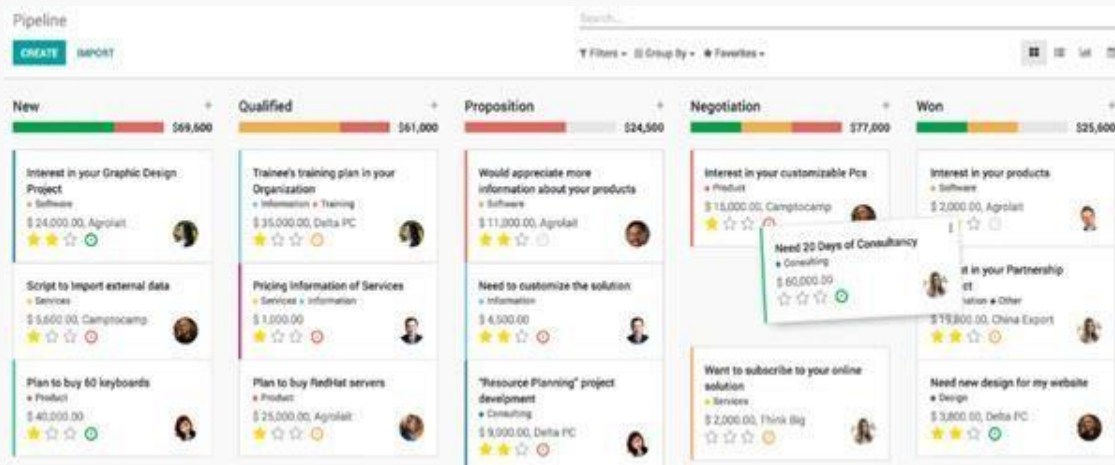 Pipeline
Search...
CREATE IMPORT
Filters Group By Favorites
New
$69,600
Interest in your Graphic Design
Project
Software
$ 24,000.00, Agrolait
Script to Import external data
Services
$ 5,600.00, Camptocamp
Plan to buy 60 keyboards
Product
$ 40,000.00
Qualified
$61,000
Trainee's training plan in your
Organization
Information Training
$ 35,000.00, Delta PC
Pricing Information of Services
Services Information
$ 1,000.00
Plan to buy RedHat servers
Product
$ 25,000.00, Agrolait
Proposition
$24,500
Would appreciate more
information about your products
Software
$ 11,000.00, Agrolait
Need to customize the solution
Information
$ 4,500.00
"Resource Planning" project
develpment
Consulting
$ 9,000.00, Delta PC
Negotiation
$77,000
Interest in your customizable Pcs
Product
$ 15,000.00, Camptocamp
Need 20 Days of Consultancy
Consulting
$ 60,000.00
Want to subscribe to your online
solution
Services
$ 2,000.00, Think Big
Won
$25,600
Interest in your products
Software
$ 2,000.00, Agrolait
in your Partnership
Other
$ 19,800.00, China Export
Need new design for my website
Design
$ 3,800.00, Delta PC